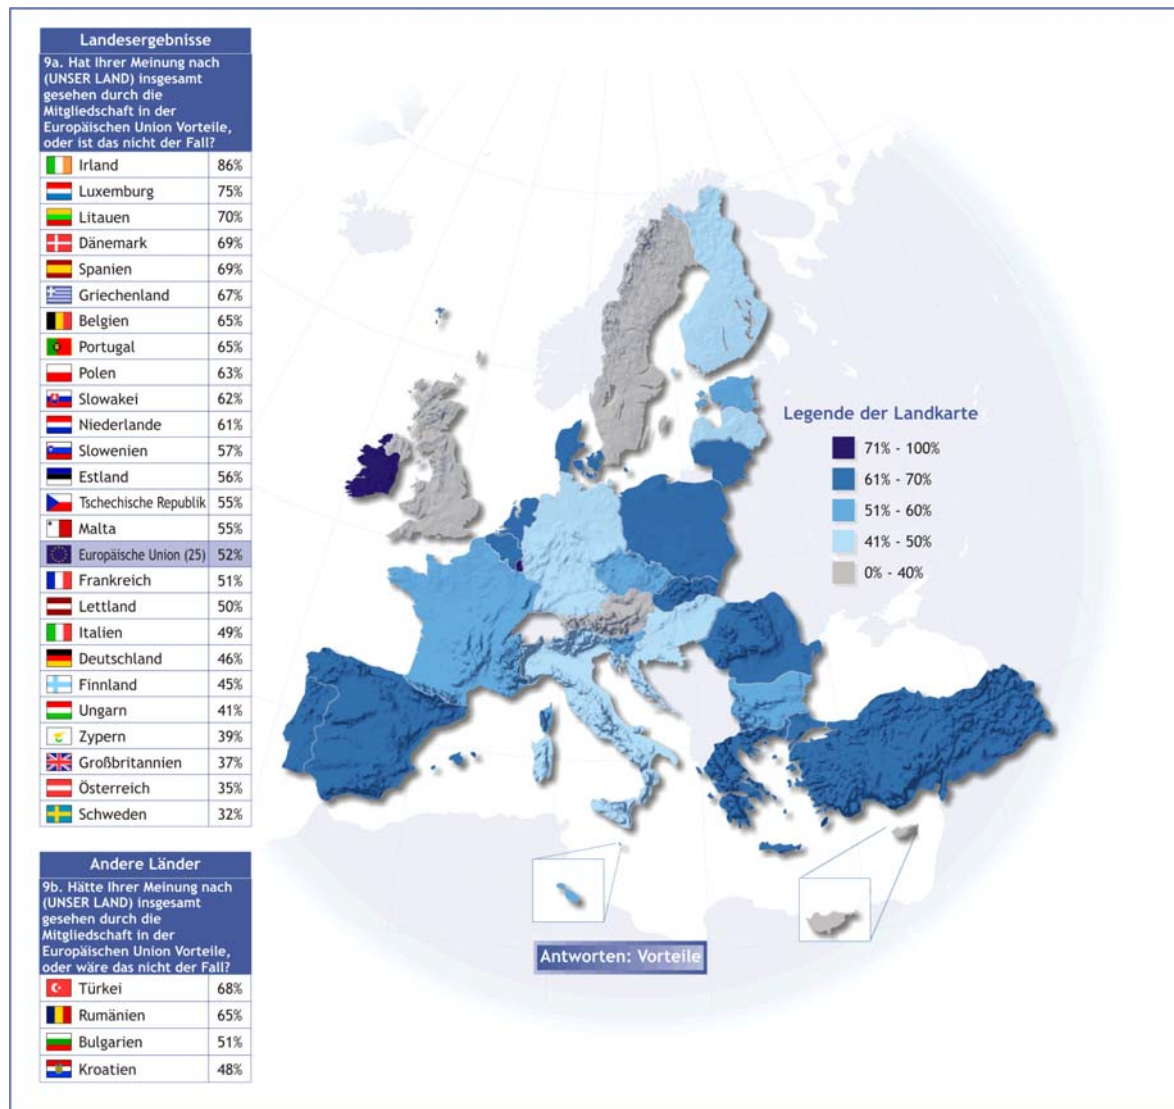 Landesergebnisse
9a. Hat Ihrer Meinung nach
(UNSER LAND) insgesamt
gesehen durch die
Mitgliedschaft in der
Europäischen Union Vorteile,
oder ist das nicht der Fall?
Irland 86%
Luxemburg 75%
Litauen 70%
Dänemark 69%
Spanien 69%
Griechenland 67%
Belgien 65%
Portugal 65%
Polen 63%
Slowakei 62%
Niederlande 61%
Slowenien 57%
Estland 56%
Tschechische Republik 55%
Malta 55%
Europäische Union (25) 52%
Frankreich 51%
Lettland 50%
Italien 49%
Deutschland 46%
Finnland 45%
Ungarn 41%
Zypern 39%
Großbritannien 37%
Österreich 35%
Schweden 32%
Andere Länder
9b. Hätte Ihrer Meinung nach
(UNSER LAND) insgesamt
gesehen durch die
Mitgliedschaft in der
Europäischen Union Vorteile,
oder wäre das nicht der Fall?
Türkei 68%
Rumänien 65%
Bulgarien 51%
Kroatien 48%
Legende der Landkarte
71% - 100%
61% - 70%
51% - 60%
41% - 50%
0% - 40%
Antworten: Vorteile